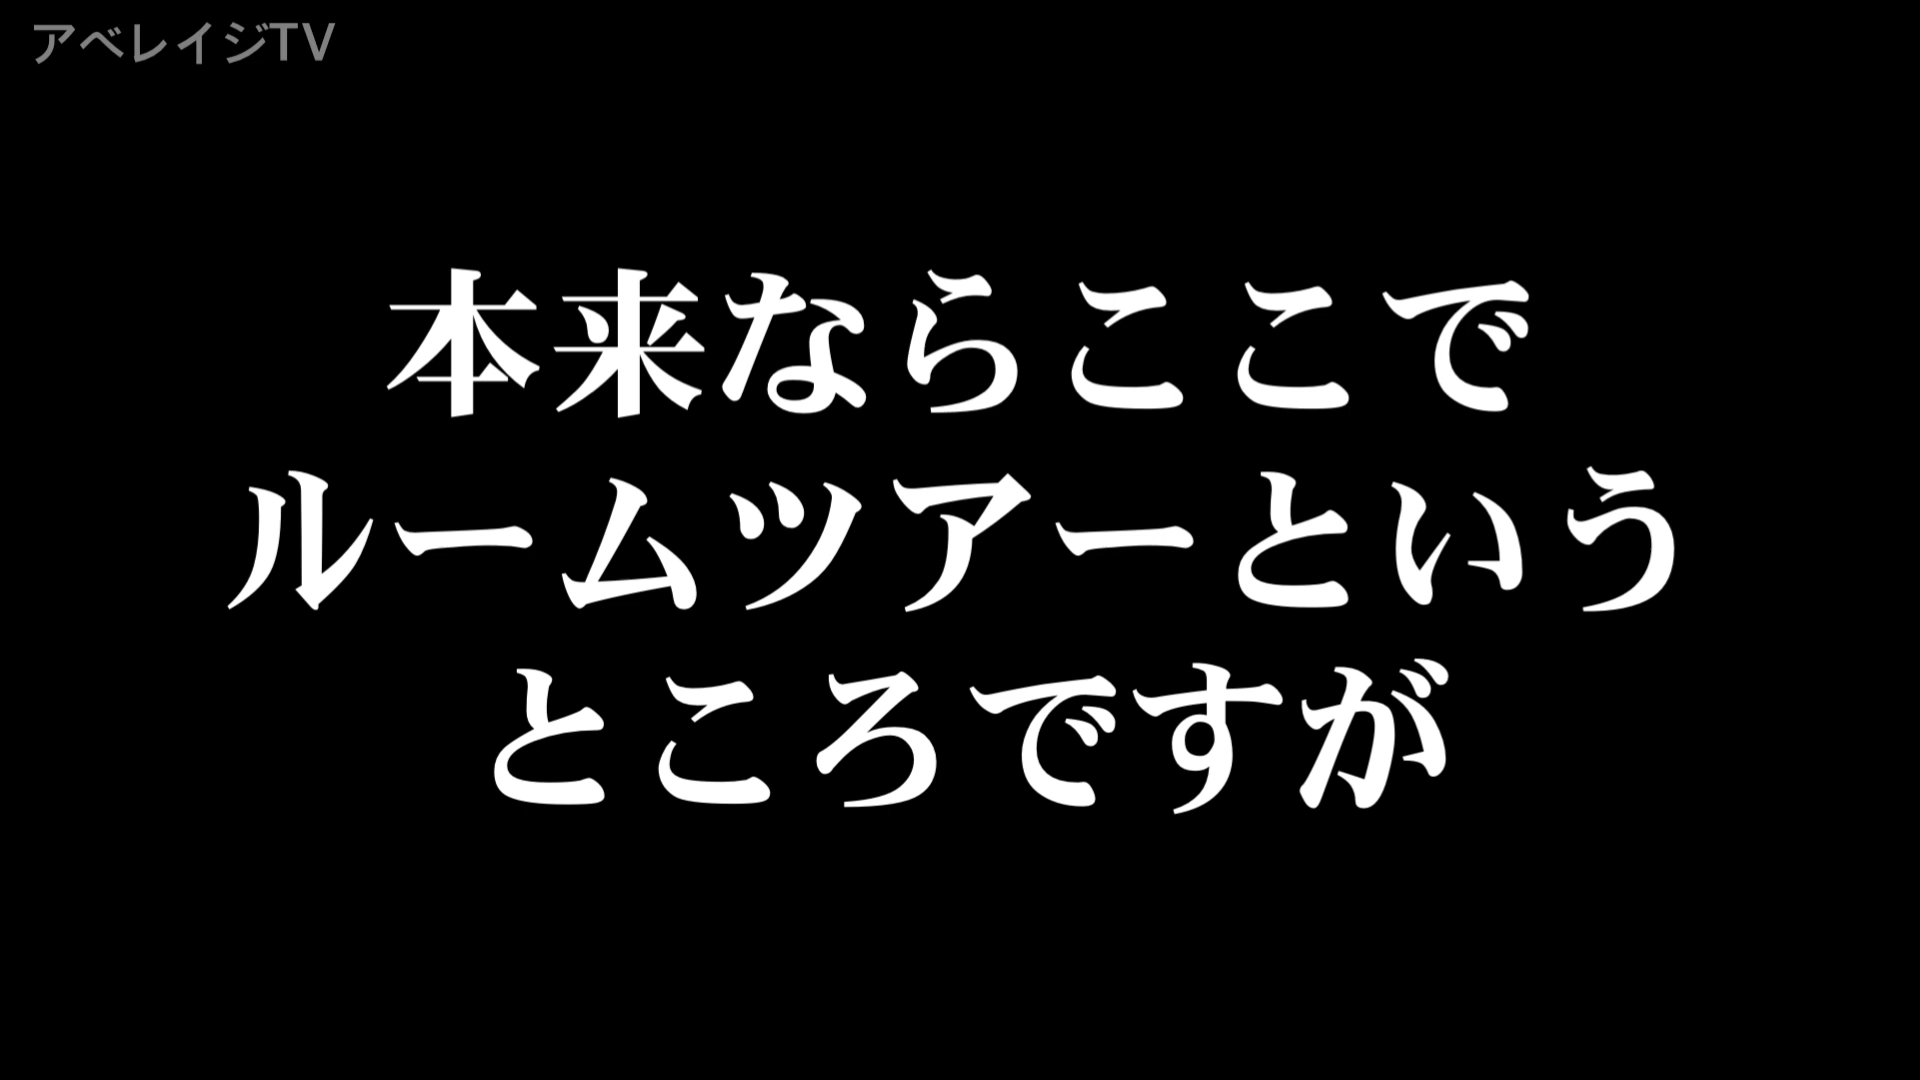 アベレイジTV
本来ならここで
ルームツアーという
ところですが